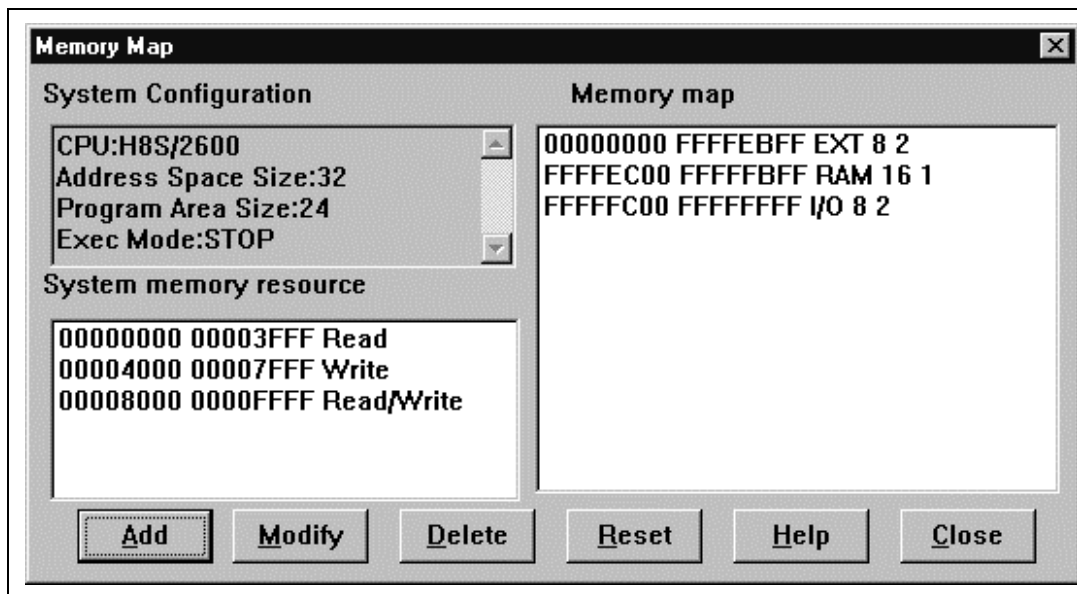 Memory Map
System Configuration
CPU:H8S/2600
Address Space Size:32
Program Area Size:24
Exec Mode:STOP
System memory resource
00000000 00003FFF Read
00004000 00007FFF Write
00008000 0000FFFF Read/Write
Memory map
00000000 FFFFEBFF EXT 8 2
FFFFEC00 FFFFFBFF RAM 16 1
FFFFFC00 FFFFFFFF I/O 8 2
Add
Modify
Delete
Reset
Help
Close